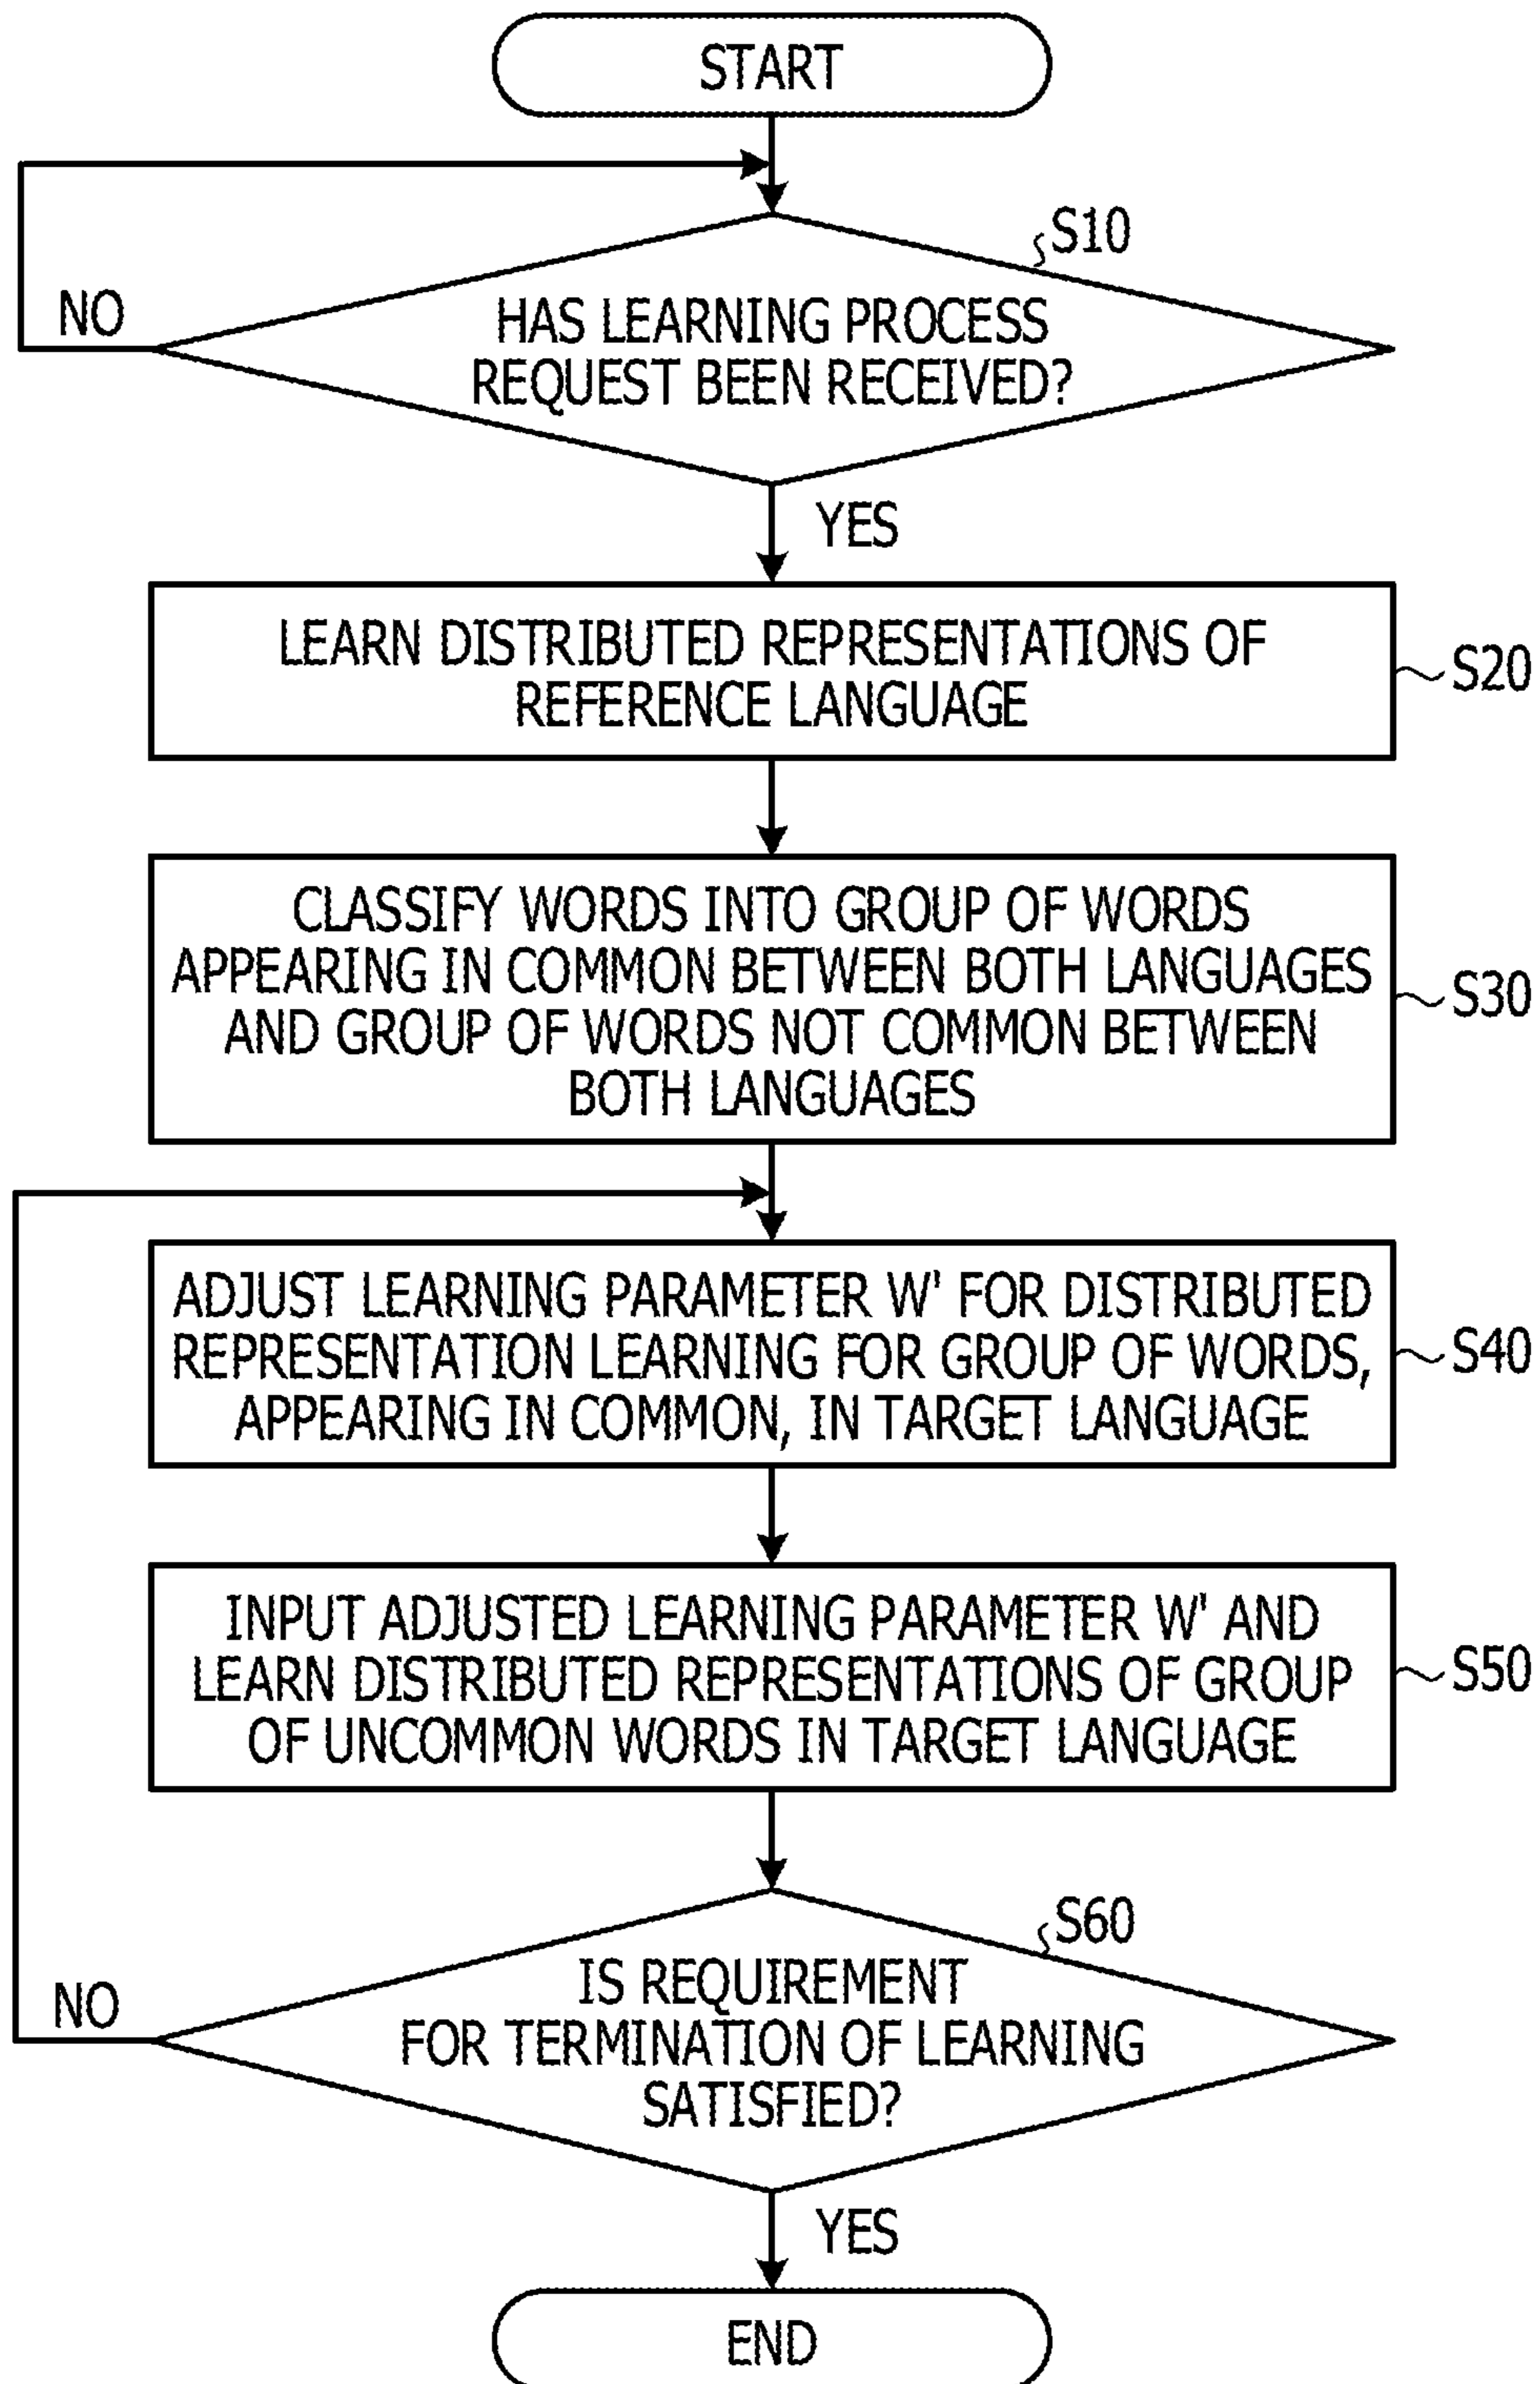 START
S10
NO
HAS LEARNING PROCESS
REQUEST BEEN RECEIVED?
YES
LEARN DISTRIBUTED REPRESENTATIONS OF
REFERENCE LANGUAGE
S20
CLASSIFY WORDS INTO GROUP OF WORDS
APPEARING IN COMMON BETWEEN BOTH LANGUAGES
AND GROUP OF WORDS NOT COMMON BETWEEN
BOTH LANGUAGES
S30
ADJUST LEARNING PARAMETER W' FOR DISTRIBUTED
REPRESENTATION LEARNING FOR GROUP OF WORDS,
APPEARING IN COMMON, IN TARGET LANGUAGE
S40
INPUT ADJUSTED LEARNING PARAMETER W' AND
LEARN DISTRIBUTED REPRESENTATIONS OF GROUP
OF UNCOMMON WORDS IN TARGET LANGUAGE
S50
S60
NO
IS REQUIREMENT
FOR TERMINATION OF LEARNING
SATISFIED?
YES
END